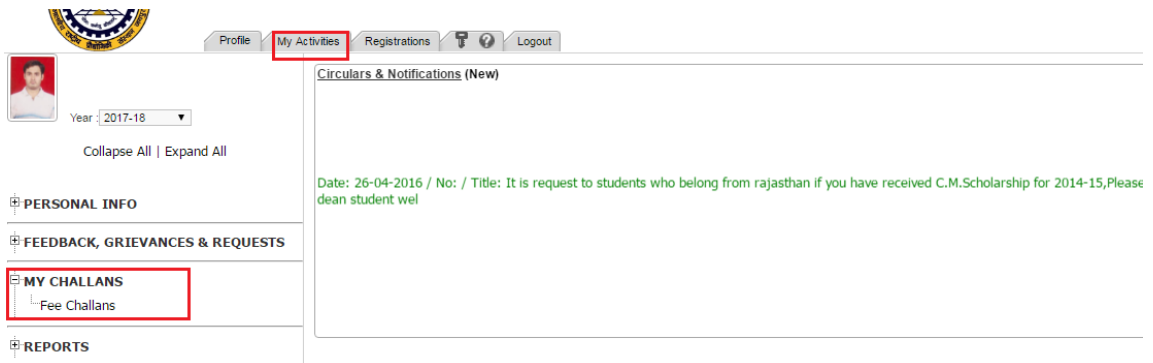 Profile My Activities Registrations Logout
Circulars & Notifications (New)
Year : 2017-18
Collapse All | Expand All
Date: 26-04-2016 / No: / Title: It is request to students who belong from rajasthan if you have received C.M.Scholarship for 2014-15,Please
dean student wel
PERSONAL INFO
FEEDBACK, GRIEVANCES & REQUESTS
MY CHALLANS
Fee Challans
REPORTS